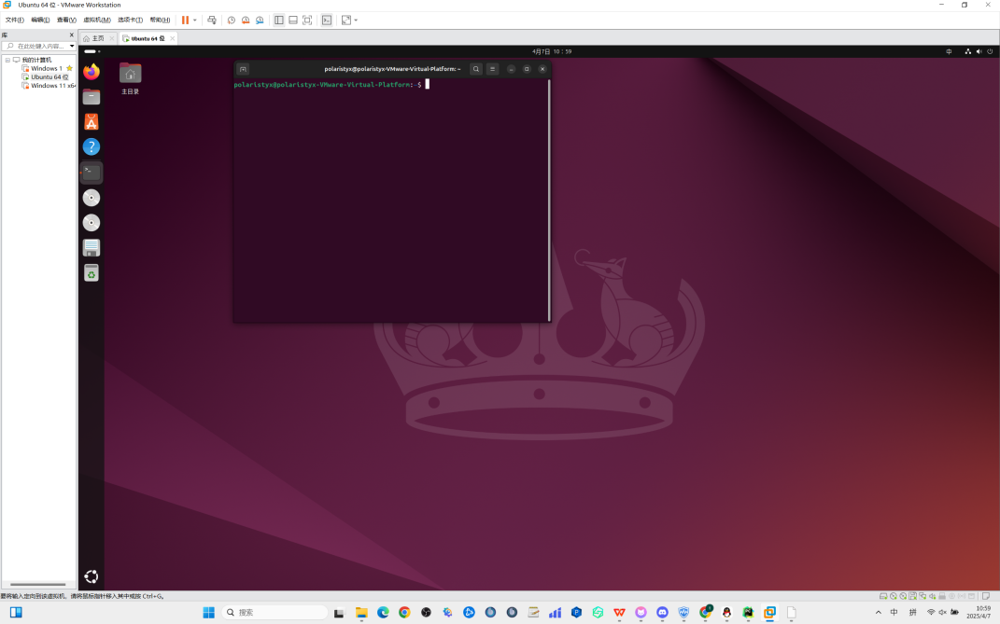 Ubuntu 64 位 - VMware Workstation
文件(F) 编辑(E) 查看(V) 虚拟机(M) 选项卡(T) 帮助(H)
库
在此处键入内容...
主页
Ubuntu 64 位
我的计算机
Windows 1
Ubuntu 64 位
Windows 11 x6
4月7日 10：59
中
主目录
polaristyx@polaristyx-VMware-Virtual-Platform: ~
polaristyx@polaristyx-VMware-Virtual-Platform:~$
要将输入定向到该虚拟机，请将鼠标指针移入其中或按 Ctrl+G。
搜索
中
拼
10:59
2025/4/7